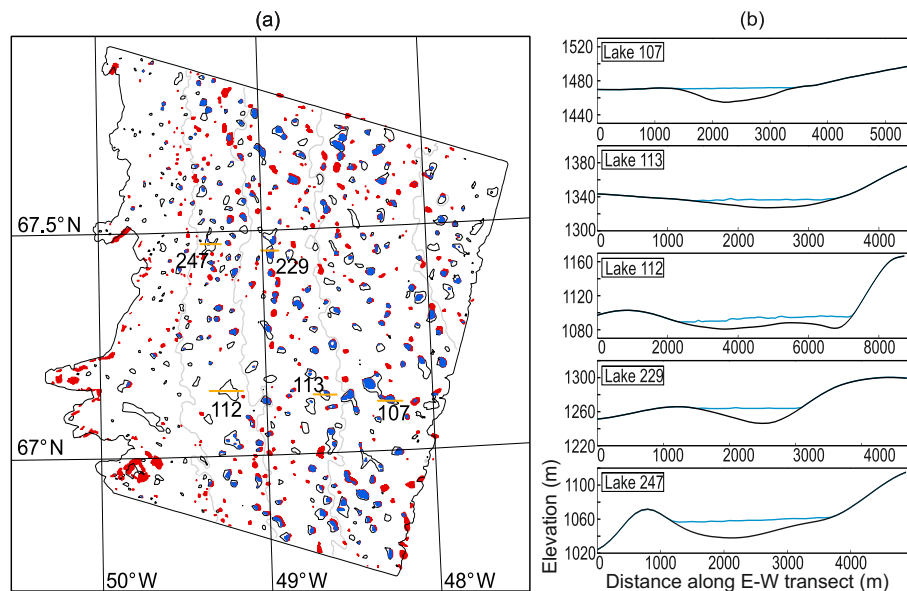 (a)
67.5°N
67°N
50°W
49°W
48°W
247
229
112
113
107
(b)
Lake 107
1520
1480
1440
0 1000 2000 3000 4000 5000
Lake 113
1380
1340
1300
0 1000 2000 3000 4000
Lake 112
1160
1120
1080
0 2000 4000 6000 8000
Lake 229
1300
1260
1220
0 1000 2000 3000 4000
Lake 247
1100
1060
1020
0 1000 2000 3000 4000
Elevation (m)
Distance along E-W transect (m)